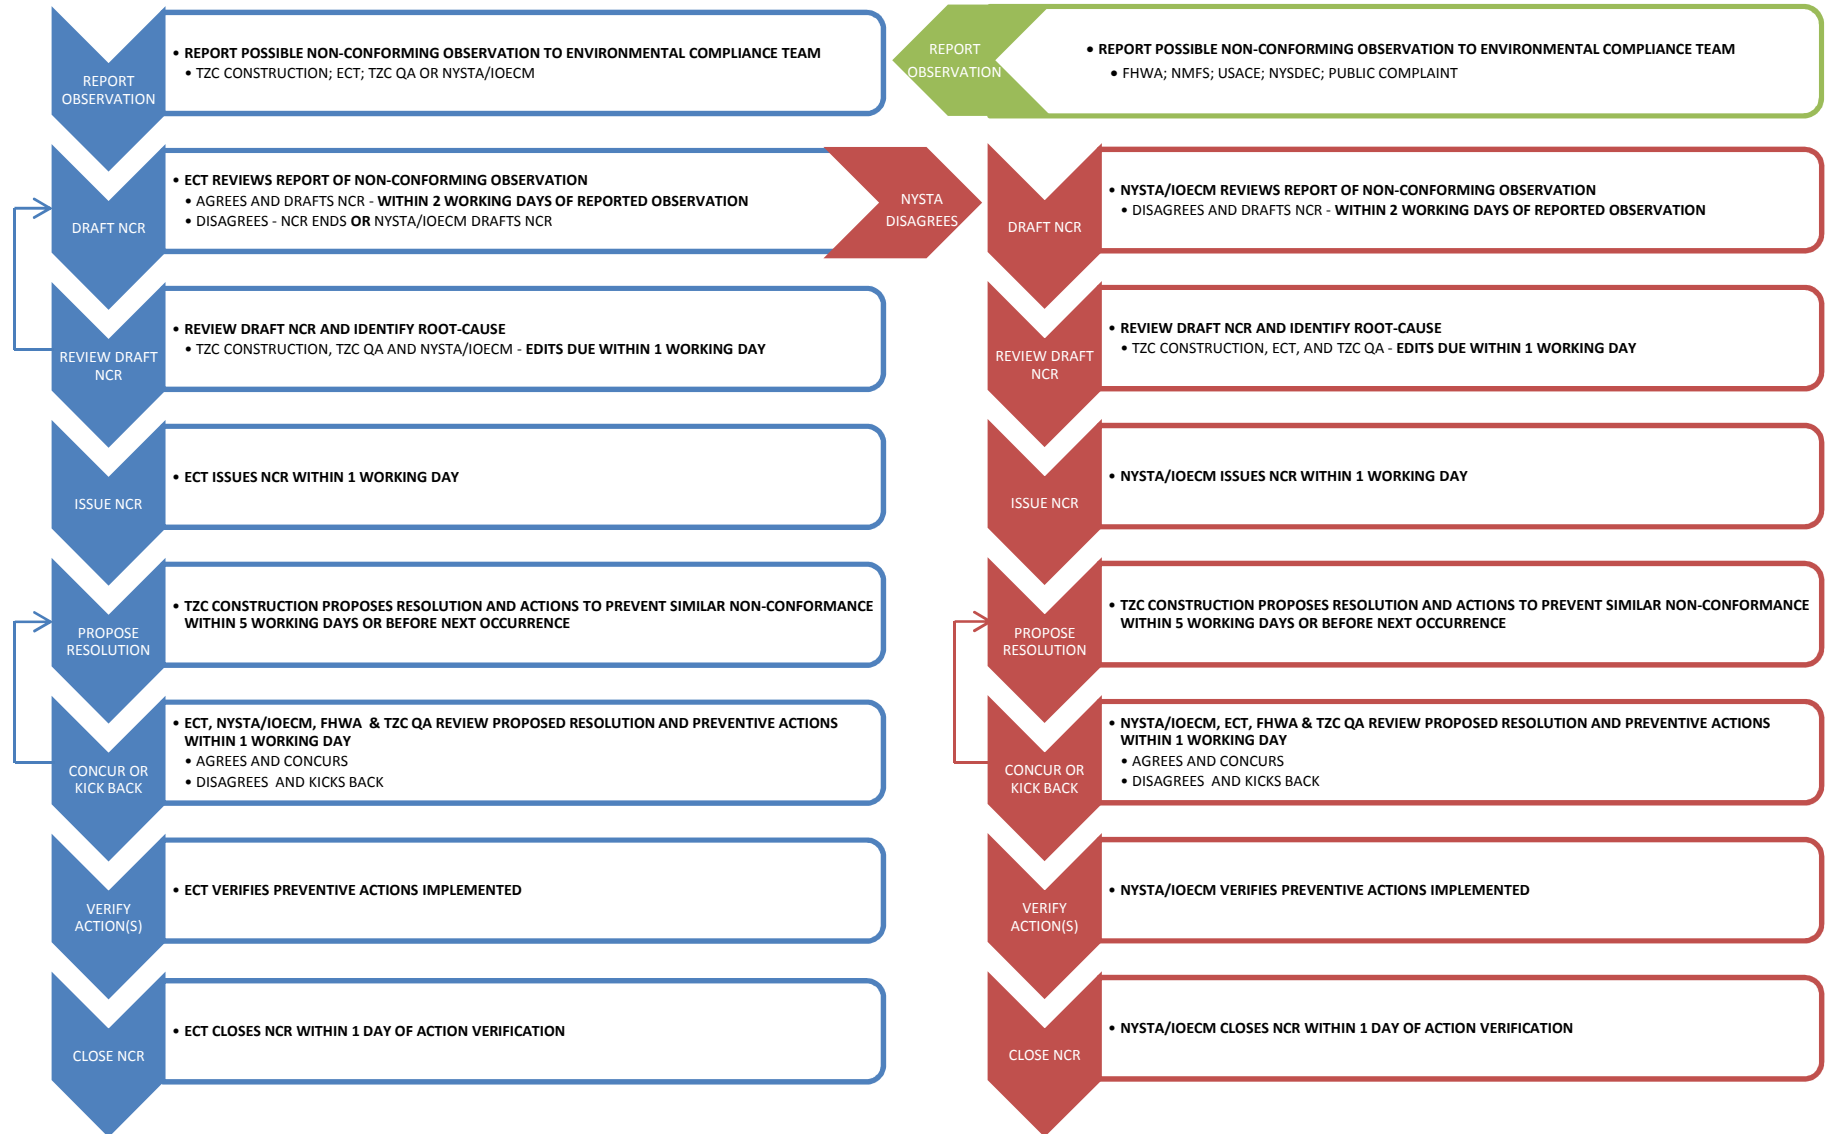 REPORT
OBSERVATION
• REPORT POSSIBLE NON-CONFORMING OBSERVATION TO ENVIRONMENTAL COMPLIANCE TEAM
• TZC CONSTRUCTION; ECT; TZC QA OR NYSTA/IOECM
REPORT
OBSERVATION
• REPORT POSSIBLE NON-CONFORMING OBSERVATION TO ENVIRONMENTAL COMPLIANCE TEAM
• FHWA; NMFS; USACE; NYSDEC; PUBLIC COMPLAINT
DRAFT NCR
• ECT REVIEWS REPORT OF NON-CONFORMING OBSERVATION
• AGREES AND DRAFTS NCR - WITHIN 2 WORKING DAYS OF REPORTED OBSERVATION
• DISAGREES - NCR ENDS OR NYSTA/IOECM DRAFTS NCR
NYSTA
DISAGREES
DRAFT NCR
• NYSTA/IOECM REVIEWS REPORT OF NON-CONFORMING OBSERVATION
• DISAGREES AND DRAFTS NCR - WITHIN 2 WORKING DAYS OF REPORTED OBSERVATION
REVIEW DRAFT
NCR
• REVIEW DRAFT NCR AND IDENTIFY ROOT-CAUSE
• TZC CONSTRUCTION, TZC QA AND NYSTA/IOECM - EDITS DUE WITHIN 1 WORKING DAY
REVIEW DRAFT
NCR
• REVIEW DRAFT NCR AND IDENTIFY ROOT-CAUSE
• TZC CONSTRUCTION, ECT, AND TZC QA - EDITS DUE WITHIN 1 WORKING DAY
ISSUE NCR
• ECT ISSUES NCR WITHIN 1 WORKING DAY
ISSUE NCR
• NYSTA/IOECM ISSUES NCR WITHIN 1 WORKING DAY
PROPOSE
RESOLUTION
• TZC CONSTRUCTION PROPOSES RESOLUTION AND ACTIONS TO PREVENT SIMILAR NON-CONFORMANCE
WITHIN 5 WORKING DAYS OR BEFORE NEXT OCCURRENCE
PROPOSE
RESOLUTION
• TZC CONSTRUCTION PROPOSES RESOLUTION AND ACTIONS TO PREVENT SIMILAR NON-CONFORMANCE
WITHIN 5 WORKING DAYS OR BEFORE NEXT OCCURRENCE
CONCUR OR
KICK BACK
• ECT, NYSTA/IOECM, FHWA & TZC QA REVIEW PROPOSED RESOLUTION AND PREVENTIVE ACTIONS
WITHIN 1 WORKING DAY
• AGREES AND CONCURS
• DISAGREES AND KICKS BACK
CONCUR OR
KICK BACK
• NYSTA/IOECM, ECT, FHWA & TZC QA REVIEW PROPOSED RESOLUTION AND PREVENTIVE ACTIONS
WITHIN 1 WORKING DAY
• AGREES AND CONCURS
• DISAGREES AND KICKS BACK
VERIFY
ACTION(S)
• ECT VERIFIES PREVENTIVE ACTIONS IMPLEMENTED
VERIFY
ACTION(S)
• NYSTA/IOECM VERIFIES PREVENTIVE ACTIONS IMPLEMENTED
CLOSE NCR
• ECT CLOSES NCR WITHIN 1 DAY OF ACTION VERIFICATION
CLOSE NCR
• NYSTA/IOECM CLOSES NCR WITHIN 1 DAY OF ACTION VERIFICATION